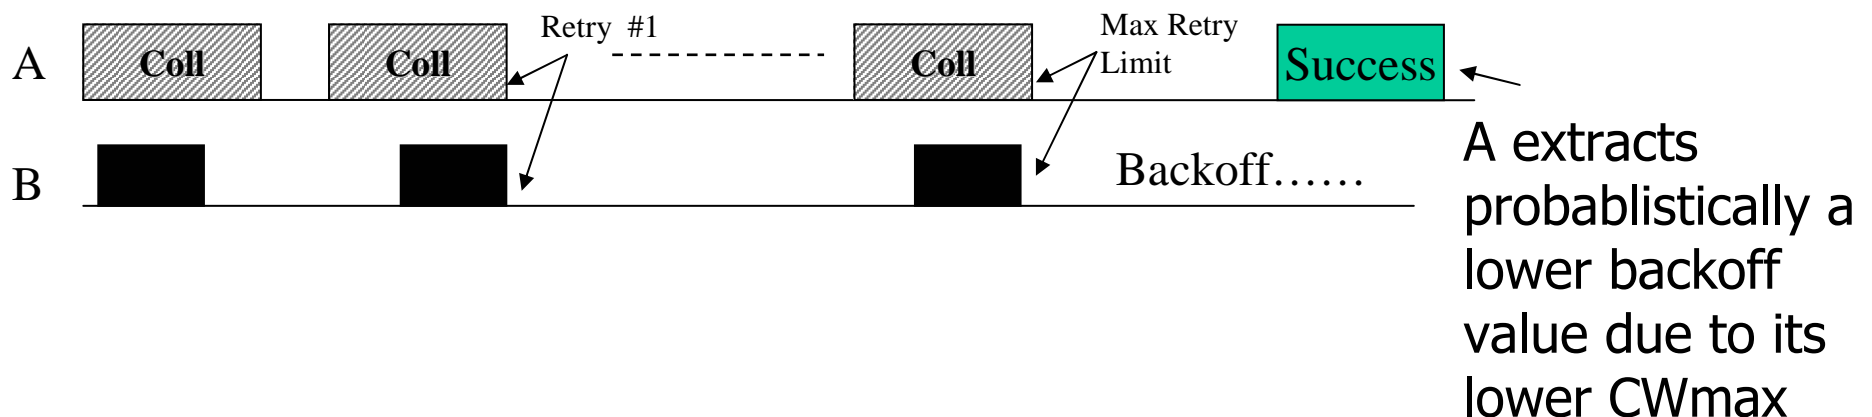 Retry #1
Max Retry
Limit
A
Coll
Coll
Coll
Success
B
Backoff......
A extracts
probablistically a
lower backoff
value due to its
lower CWmax